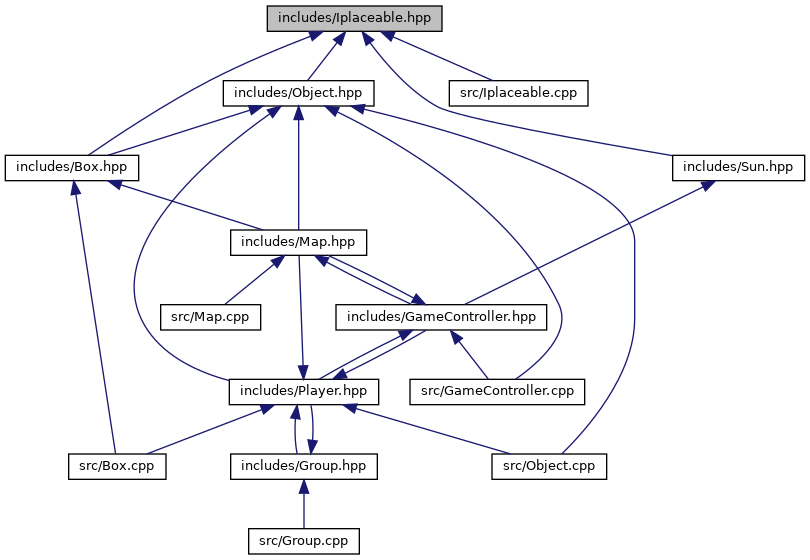 includes/Iplaceable.hpp
includes/Object.hpp
src/Iplaceable.cpp
includes/Box.hpp
includes/Sun.hpp
includes/Map.hpp
src/Map.cpp
includes/GameController.hpp
includes/Player.hpp
src/GameController.cpp
src/Box.cpp
includes/Group.hpp
src/Object.cpp
src/Group.cpp